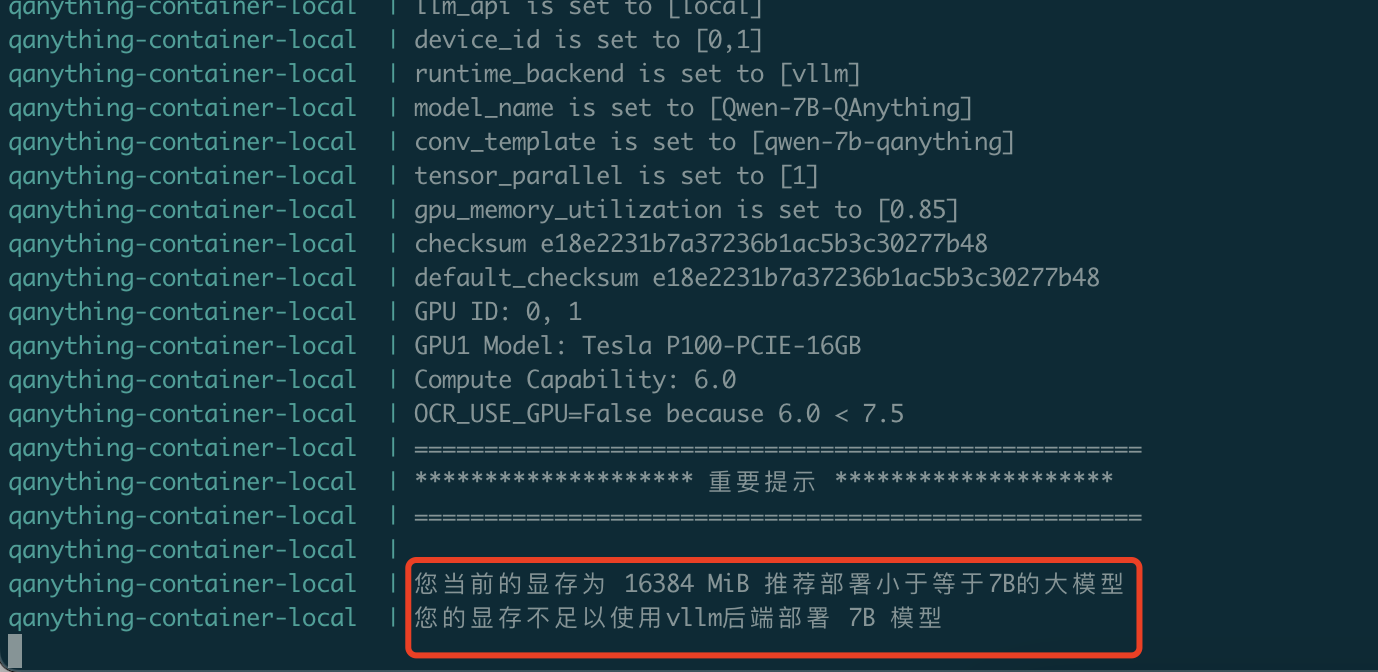 qanything-container-local | llm_api is set to [local]
qanything-container-local | device_id is set to [0,1]
qanything-container-local | runtime_backend is set to [vllm]
qanything-container-local | model_name is set to [Qwen-7B-QAnything]
qanything-container-local | conv_template is set to [qwen-7b-qanything]
qanything-container-local | tensor_parallel is set to [1]
qanything-container-local | gpu_memory_utilization is set to [0.85]
qanything-container-local | checksum e18e2231b7a37236b1ac5b3c30277b48
qanything-container-local | default_checksum e18e2231b7a37236b1ac5b3c30277b48
qanything-container-local | GPU ID: 0, 1
qanything-container-local | GPU1 Model: Tesla P100-PCIE-16GB
qanything-container-local | Compute Capability: 6.0
qanything-container-local | OCR_USE_GPU=False because 6.0 < 7.5
qanything-container-local | ====================================================
qanything-container-local | ******************** 重要提示 ********************
qanything-container-local | ====================================================
qanything-container-local |
qanything-container-local | 您当前的显存为 16384 MiB 推荐部署小于等于7B的大模型
qanything-container-local | 您的显存不足以使用vllm后端部署 7B 模型